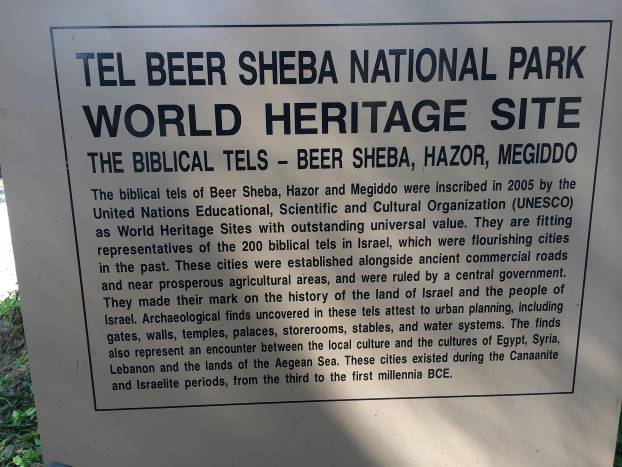 TEL BEER SHEBA NATIONAL PARK
WORLD HERITAGE SITE
THE BIBLICAL TELS – BEER SHEBA, HAZOR, MEGIDDO
The biblical tels of Beer Sheba, Hazor and Megiddo were inscribed in 2005 by the
United Nations Educational, Scientific and Cultural Organization (UNESCO)
as World Heritage Sites with outstanding universal value. They are fitting
representatives of the 200 biblical tels in Israel, which were flourishing cities
in the past. These cities were established alongside ancient commercial roads
and near prosperous agricultural areas, and were ruled by a central government.
They made their mark on the history of the land of Israel and the people of
Israel. Archaeological finds uncovered in these tels attest to urban planning, including
gates, walls, temples, palaces, storerooms, stables, and water systems. The finds
also represent an encounter between the local culture and the cultures of Egypt, Syria,
Lebanon and the lands of the Aegean Sea. These cities existed during the Canaanite
and Israelite periods, from the third to the first millennia BCE.